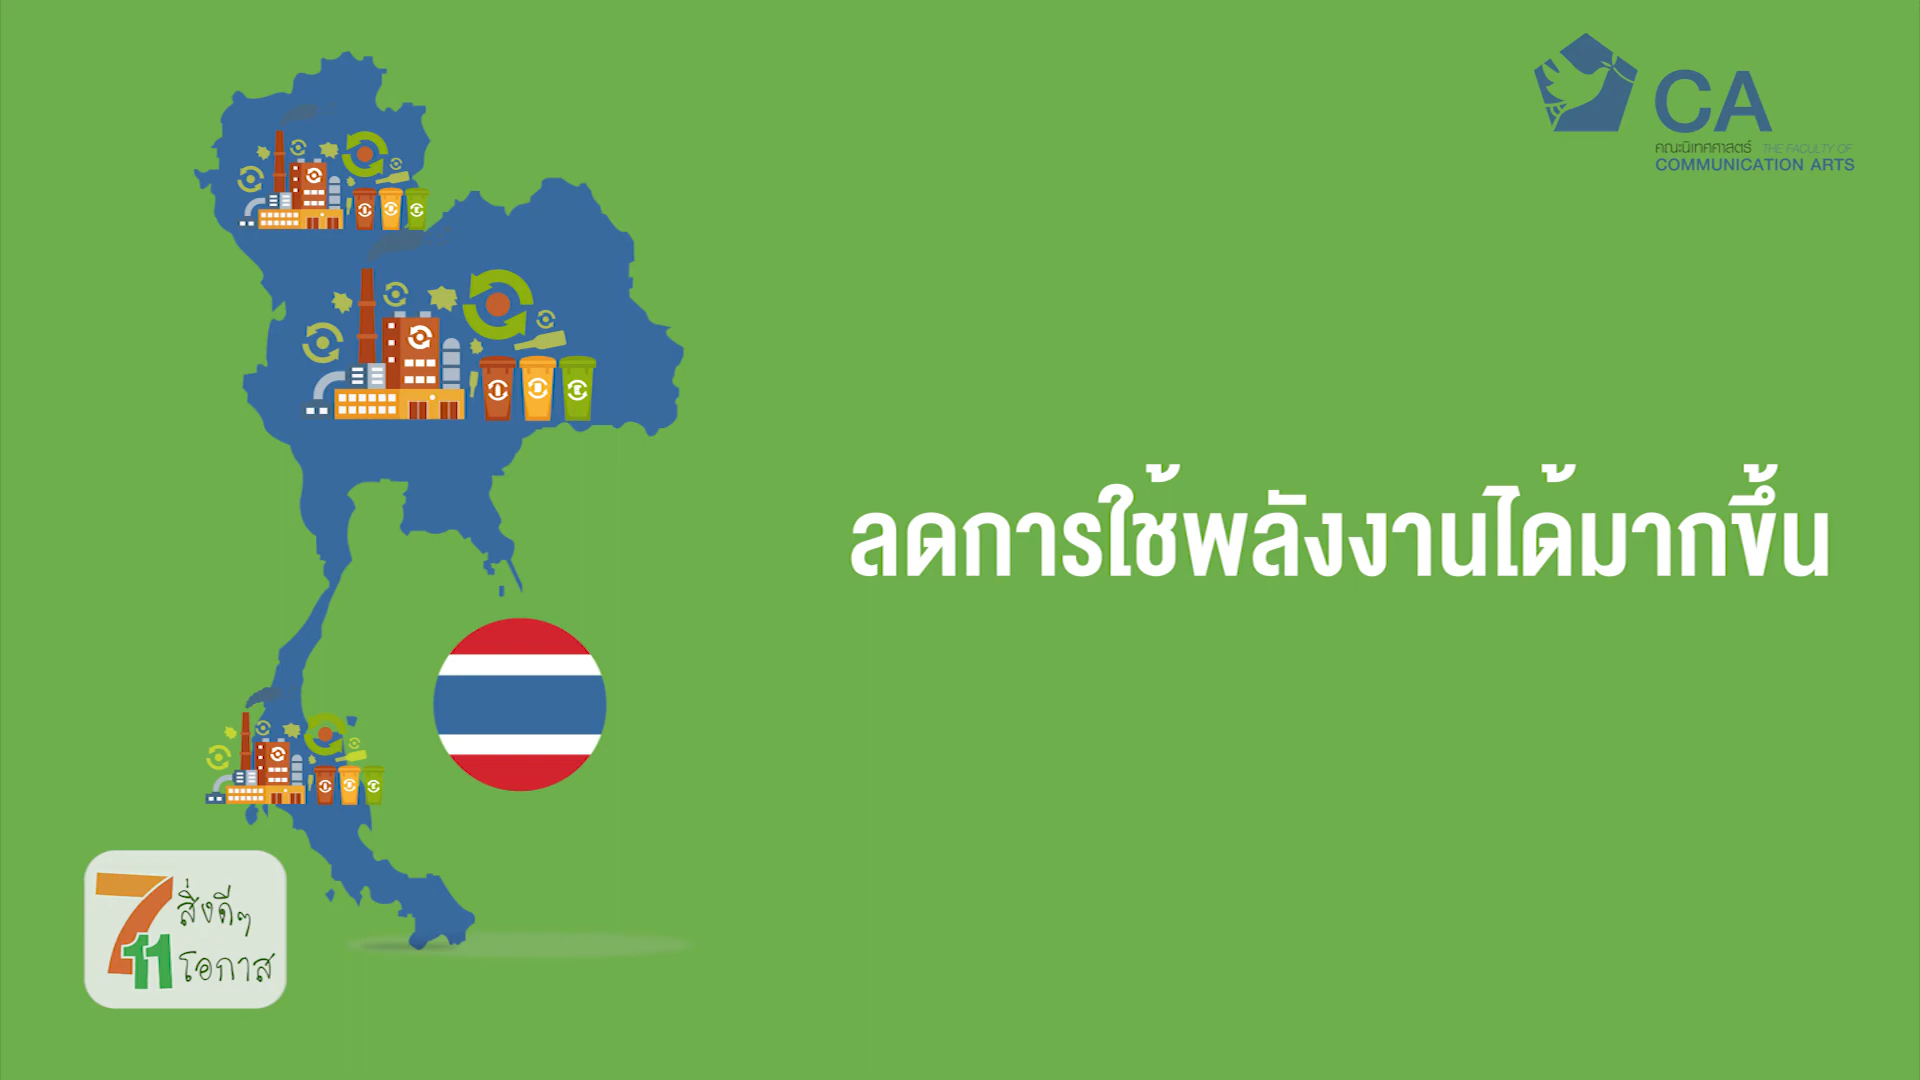 CA
คณะนิเทศศาสตร์ THE FACULTY OF
COMMUNICATION ARTS
ลดการใช้พลังงานได้มากขึ้น
7 สิ่งดีๆ
11 โอกาส